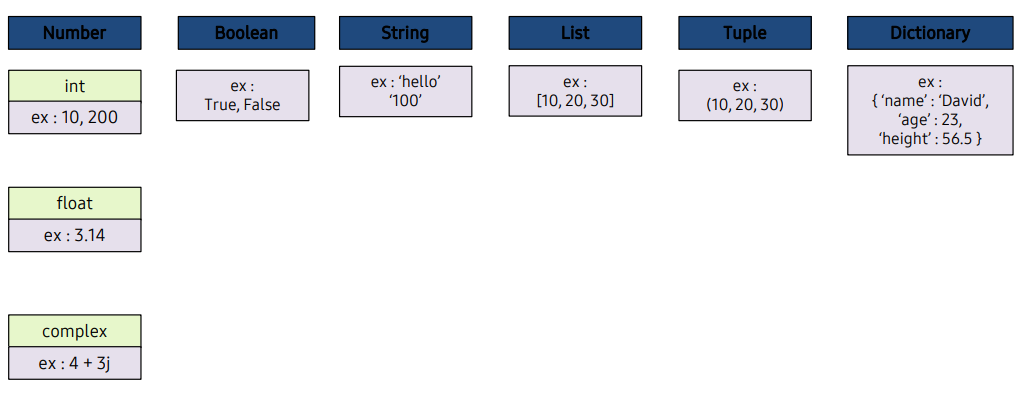 Number
Boolean
String
List
Tuple
Dictionary
int
ex : 10, 200
ex :
True, False
ex : ‘hello’
‘100’
ex :
[10, 20, 30]
ex :
(10, 20, 30)
ex :
{ ‘name’ : ‘David’,
‘age’ : 23,
‘height’ : 56.5 }
float
ex : 3.14
complex
ex : 4 + 3j